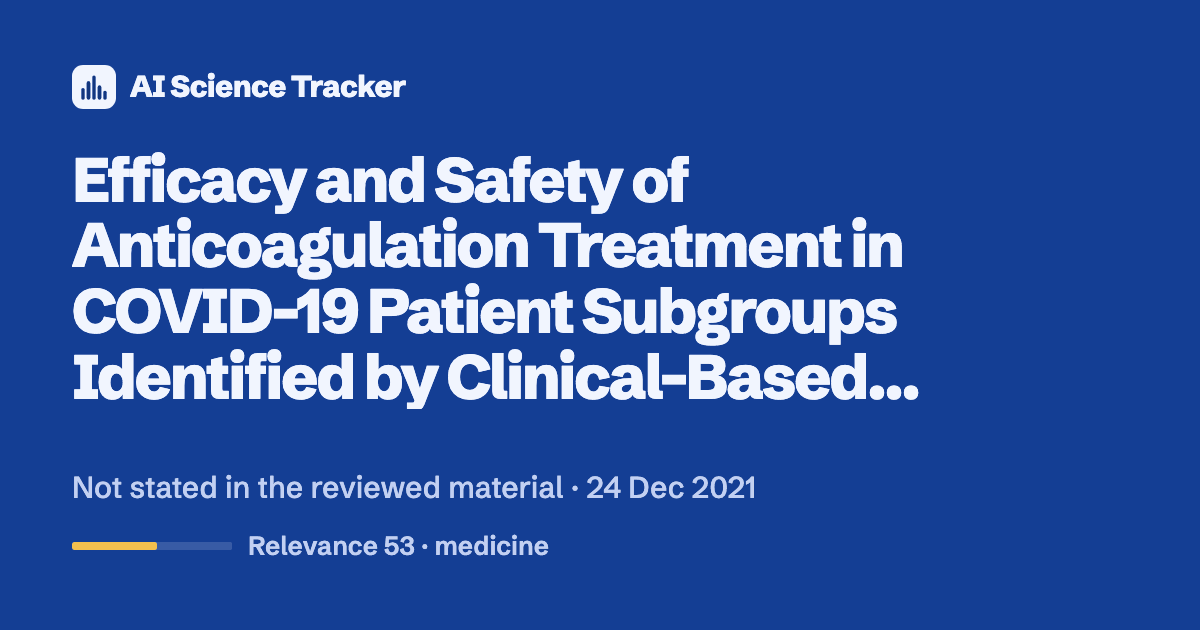 AI Science Tracker
Efficacy and Safety of
Anticoagulation Treatment in
COVID-19 Patient Subgroups
Identified by Clinical-Based...
Not stated in the reviewed material · 24 Dec 2021
Relevance 53 · medicine